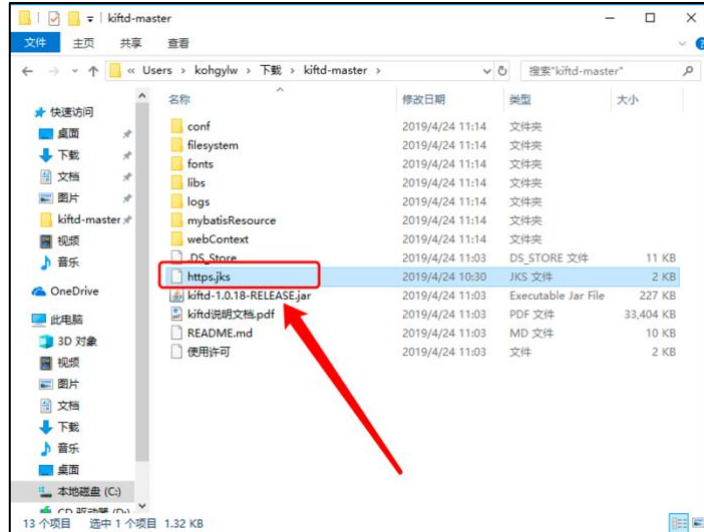 kiftd-master
文件 主页 共享 查看
« Users › kohgylw › 下载 › kiftd-master › 搜索"kiftd-master"
名称 修改日期 类型 大小
快速访问
桌面
下载
文档
图片
kiftd-master
视频
音乐
OneDrive
此电脑
3D 对象
视频
图片
文档
下载
音乐
桌面
本地磁盘 (C:)
CD 驱动器 (D:)
conf 2019/4/24 11:14 文件夹
filesystem 2019/4/24 11:14 文件夹
fonts 2019/4/24 11:14 文件夹
libs 2019/4/24 11:14 文件夹
logs 2019/4/24 11:14 文件夹
mybatisResource 2019/4/24 11:14 文件夹
webContext 2019/4/24 11:14 文件夹
.DS_Store 2019/4/24 11:03 DS_STORE 文件 11 KB
https.jks 2019/4/24 10:30 JKS 文件 2 KB
kiftd-1.0.18-RELEASE.jar 2019/4/24 11:03 Executable Jar File 227 KB
kiftd说明文档.pdf 2019/4/24 11:03 PDF 文件 33,404 KB
README.md 2019/4/24 11:03 MD 文件 10 KB
使用许可 2019/4/24 11:03 文件 2 KB
13 个项目 选中 1 个项目 1.32 KB